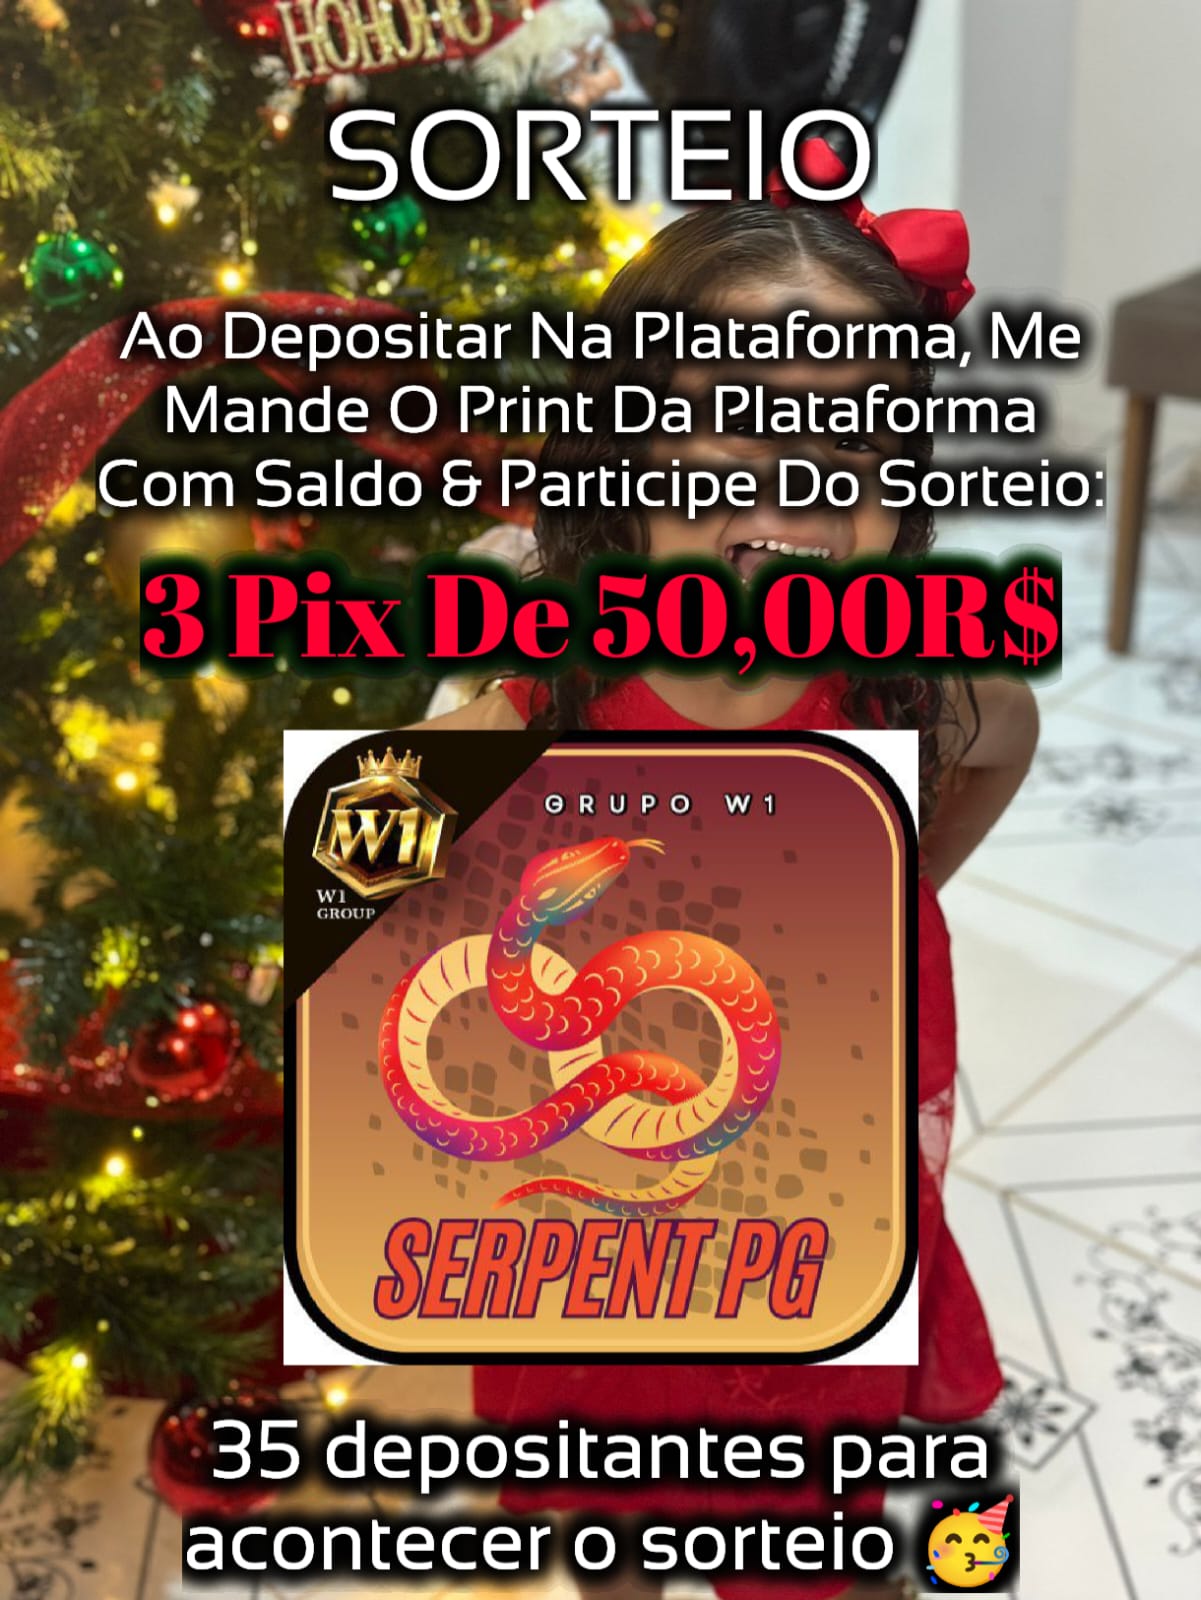 HOHOHO
SORTEIO
Ao Depositar Na Plataforma, Me
Mande O Print Da Plataforma
Com Saldo & Participe Do Sorteio:
3 Pix De 50,00R$
GRUPO W1
W1
W1
GROUP
SERPENT PG
35 depositantes para
acontecer o sorteio 🥳